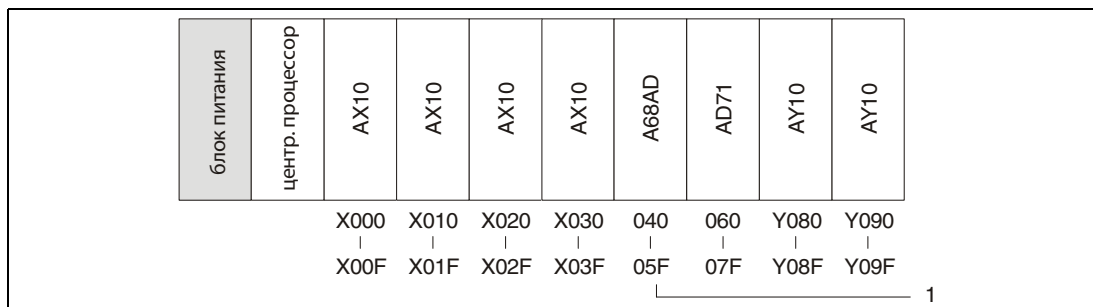 блок питания
центр. процессор
AX10
AX10
AX10
AX10
A68AD
AD71
AY10
AY10
X000 X010 X020 X030 040 060 Y080 Y090
X00F X01F X02F X03F 05F 07F Y08F Y09F
1